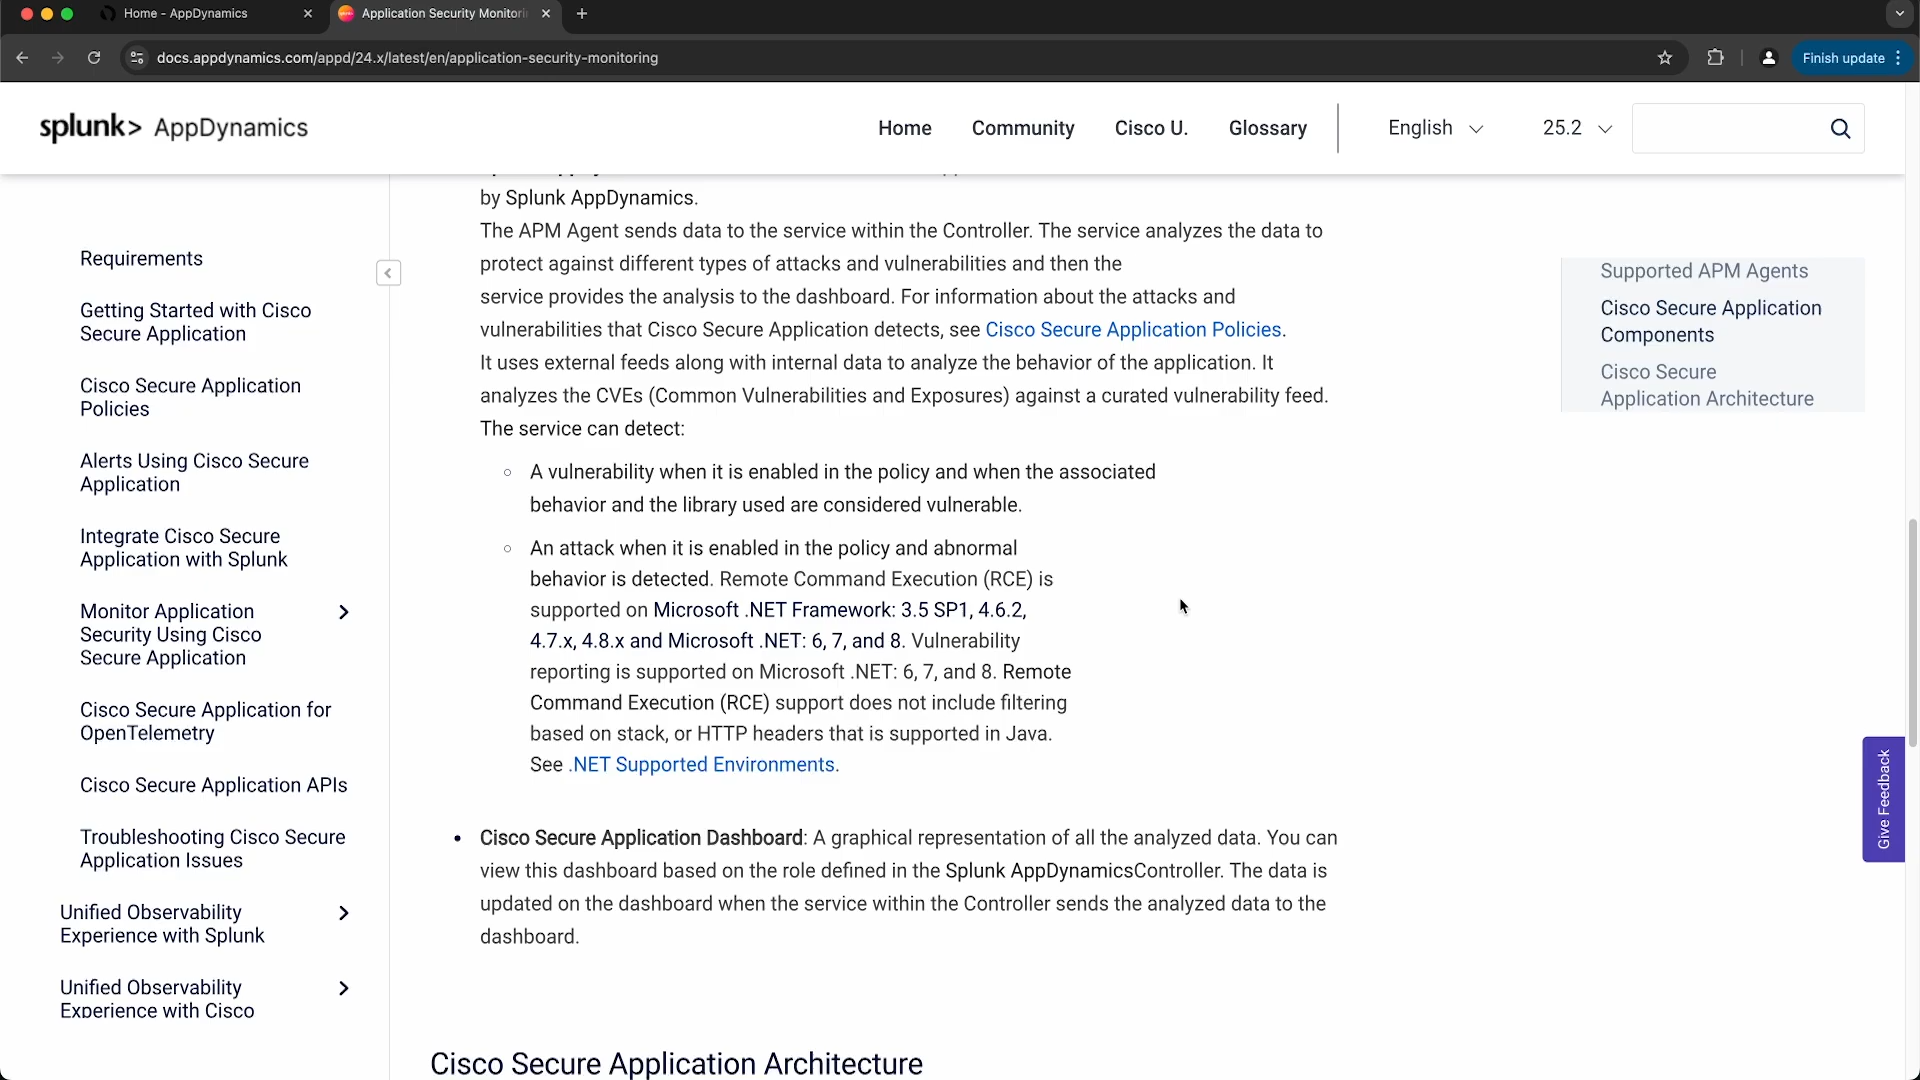 Home - AppDynamics
Application Security Monitori
docs.appdynamics.com/appd/24.x/latest/en/application-security-monitoring
Finish update
splunk> AppDynamics
Home
Community
Cisco U.
Glossary
English
25.2
Requirements
Getting Started with Cisco
Secure Application
Cisco Secure Application
Policies
Alerts Using Cisco Secure
Application
Integrate Cisco Secure
Application with Splunk
Monitor Application
Security Using Cisco
Secure Application
Cisco Secure Application for
OpenTelemetry
Cisco Secure Application APIs
Troubleshooting Cisco Secure
Application Issues
Unified Observability
Experience with Splunk
Unified Observability
Experience with Cisco
by Splunk AppDynamics.
The APM Agent sends data to the service within the Controller. The service analyzes the data to
protect against different types of attacks and vulnerabilities and then the
service provides the analysis to the dashboard. For information about the attacks and
vulnerabilities that Cisco Secure Application detects, see Cisco Secure Application Policies.
It uses external feeds along with internal data to analyze the behavior of the application. It
analyzes the CVEs (Common Vulnerabilities and Exposures) against a curated vulnerability feed.
The service can detect:
A vulnerability when it is enabled in the policy and when the associated
behavior and the library used are considered vulnerable.
An attack when it is enabled in the policy and abnormal
behavior is detected. Remote Command Execution (RCE) is
supported on Microsoft .NET Framework: 3.5 SP1, 4.6.2,
4.7.x, 4.8.x and Microsoft .NET: 6, 7, and 8. Vulnerability
reporting is supported on Microsoft .NET: 6, 7, and 8. Remote
Command Execution (RCE) support does not include filtering
based on stack, or HTTP headers that is supported in Java.
See .NET Supported Environments.
• Cisco Secure Application Dashboard: A graphical representation of all the analyzed data. You can
view this dashboard based on the role defined in the Splunk AppDynamicsController. The data is
updated on the dashboard when the service within the Controller sends the analyzed data to the
dashboard.
Cisco Secure Application Architecture
Supported APM Agents
Cisco Secure Application
Components
Cisco Secure
Application Architecture
Give Feedback